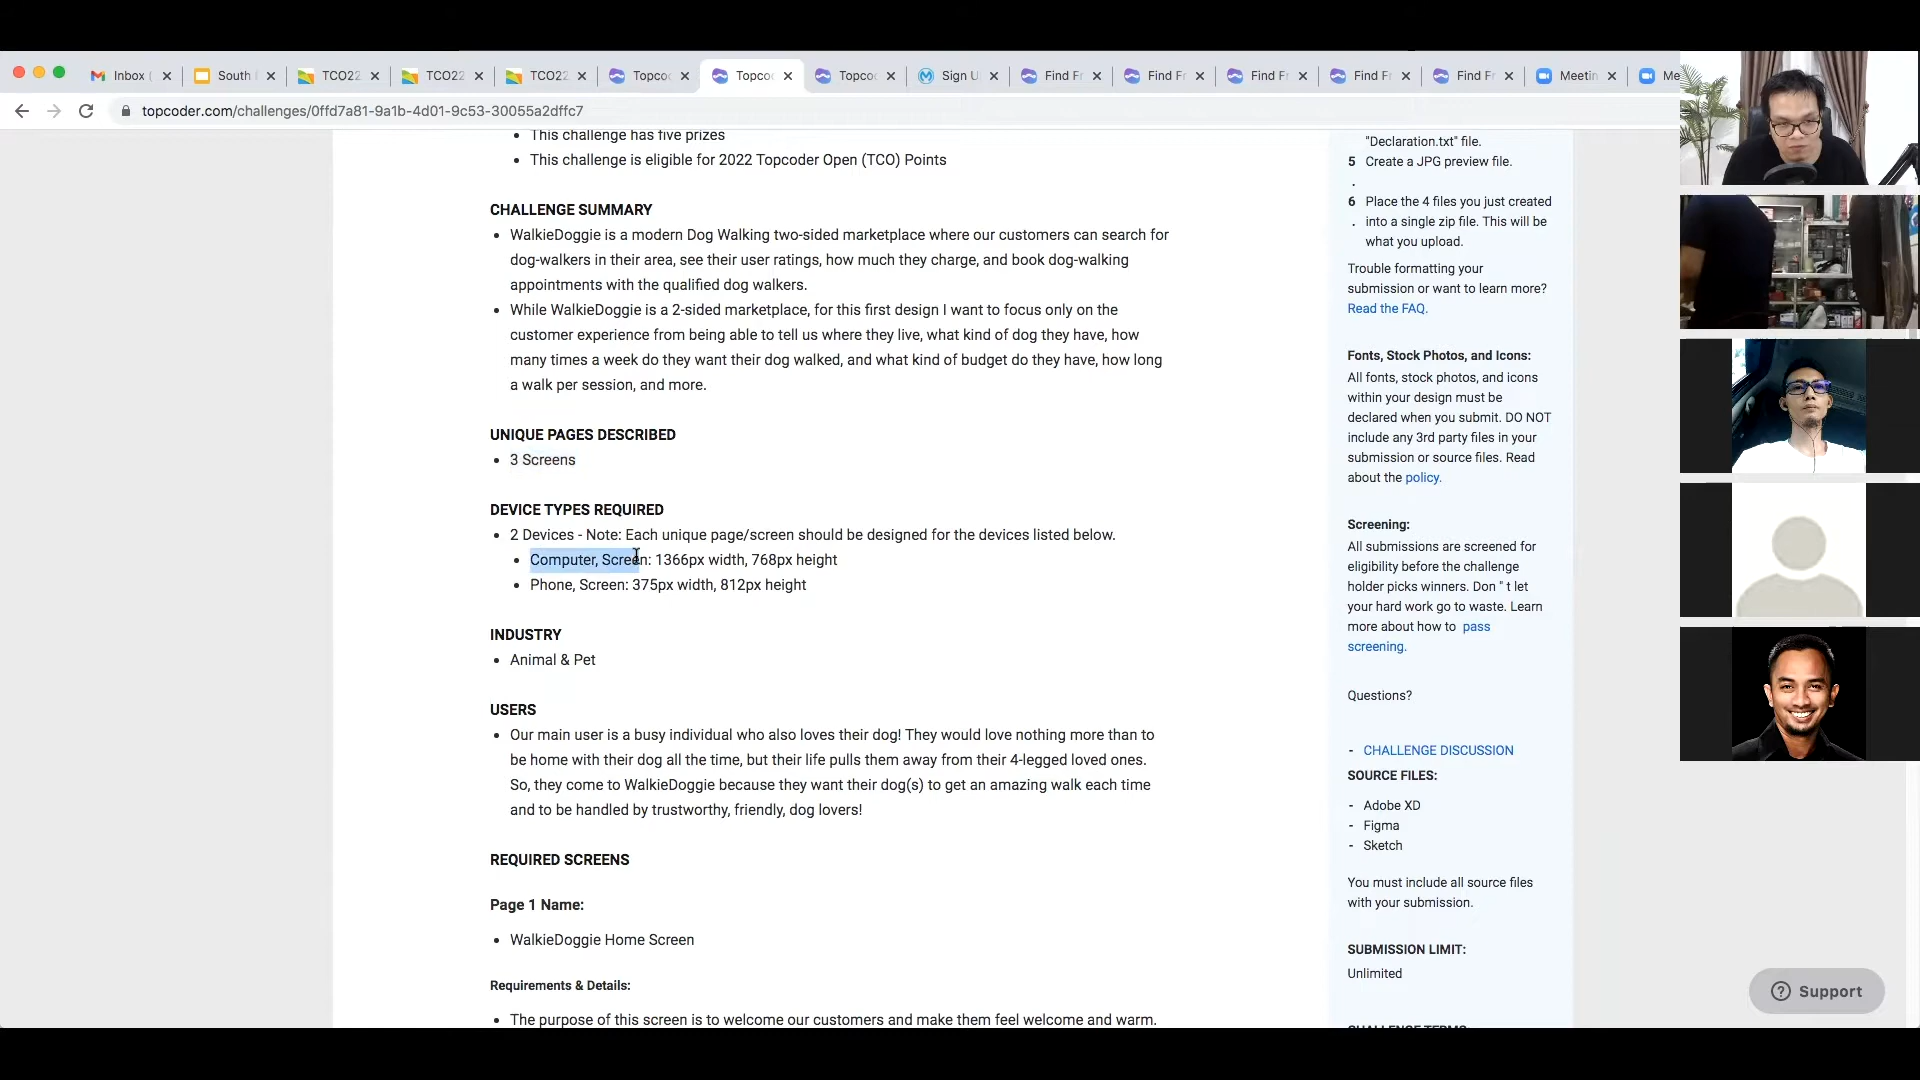 Inbox (
South
TCO22
TCO22
TCO22
Topco
Topco
Topco
Sign U
Find Fr
Find Fr
Find Fr
Find Fr
Find Fr
Meetin
Me
topcoder.com/challenges/0ffd7a81-9a1b-4d01-9c53-30055a2dffc7
• This challenge has five prizes
• This challenge is eligible for 2022 Topcoder Open (TCO) Points
CHALLENGE SUMMARY
• WalkieDoggie is a modern Dog Walking two-sided marketplace where our customers can search for
dog-walkers in their area, see their user ratings, how much they charge, and book dog-walking
appointments with the qualified dog walkers.
• While WalkieDoggie is a 2-sided marketplace, for this first design I want to focus only on the
customer experience from being able to tell us where they live, what kind of dog they have, how
many times a week do they want their dog walked, and what kind of budget do they have, how long
a walk per session, and more.
UNIQUE PAGES DESCRIBED
• 3 Screens
DEVICE TYPES REQUIRED
• 2 Devices - Note: Each unique page/screen should be designed for the devices listed below.
• Computer, Screen: 1366px width, 768px height
• Phone, Screen: 375px width, 812px height
INDUSTRY
• Animal & Pet
USERS
• Our main user is a busy individual who also loves their dog! They would love nothing more than to
be home with their dog all the time, but their life pulls them away from their 4-legged loved ones.
So, they come to WalkieDoggie because they want their dog(s) to get an amazing walk each time
and to be handled by trustworthy, friendly, dog lovers!
REQUIRED SCREENS
Page 1 Name:
• WalkieDoggie Home Screen
Requirements & Details:
• The purpose of this screen is to welcome our customers and make them feel welcome and warm.
"Declaration.txt" file.
5 Create a JPG preview file.
.
6 Place the 4 files you just created
. into a single zip file. This will be
what you upload.
Trouble formatting your
submission or want to learn more?
Read the FAQ.
Fonts, Stock Photos, and Icons:
All fonts, stock photos, and icons
within your design must be
declared when you submit. DO NOT
include any 3rd party files in your
submission or source files. Read
about the policy.
Screening:
All submissions are screened for
eligibility before the challenge
holder picks winners. Don " t let
your hard work go to waste. Learn
more about how to pass
screening.
Questions?
- CHALLENGE DISCUSSION
SOURCE FILES:
- Adobe XD
- Figma
- Sketch
You must include all source files
with your submission.
SUBMISSION LIMIT:
Unlimited
CHALLENGE TERMS:
Support